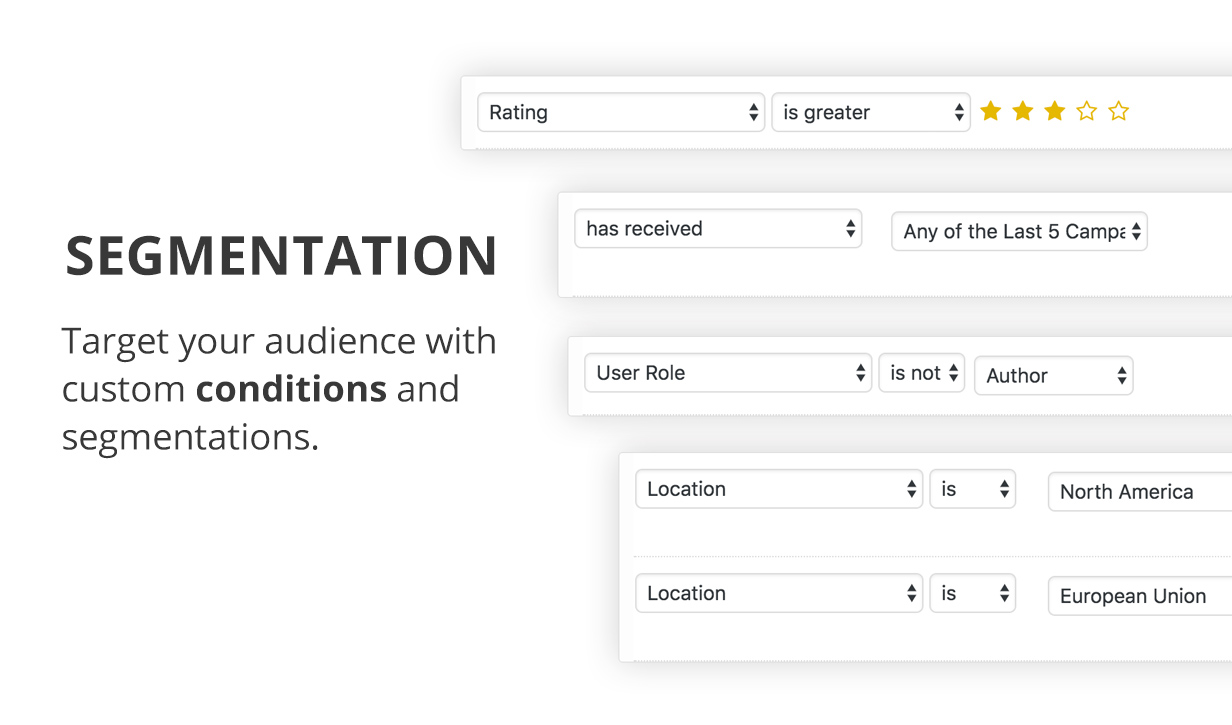 Rating is greater
has received Any of the Last 5 Campa
SEGMENTATION
Target your audience with
custom conditions and
segmentations.
User Role is not Author
Location is North America
Location is European Union